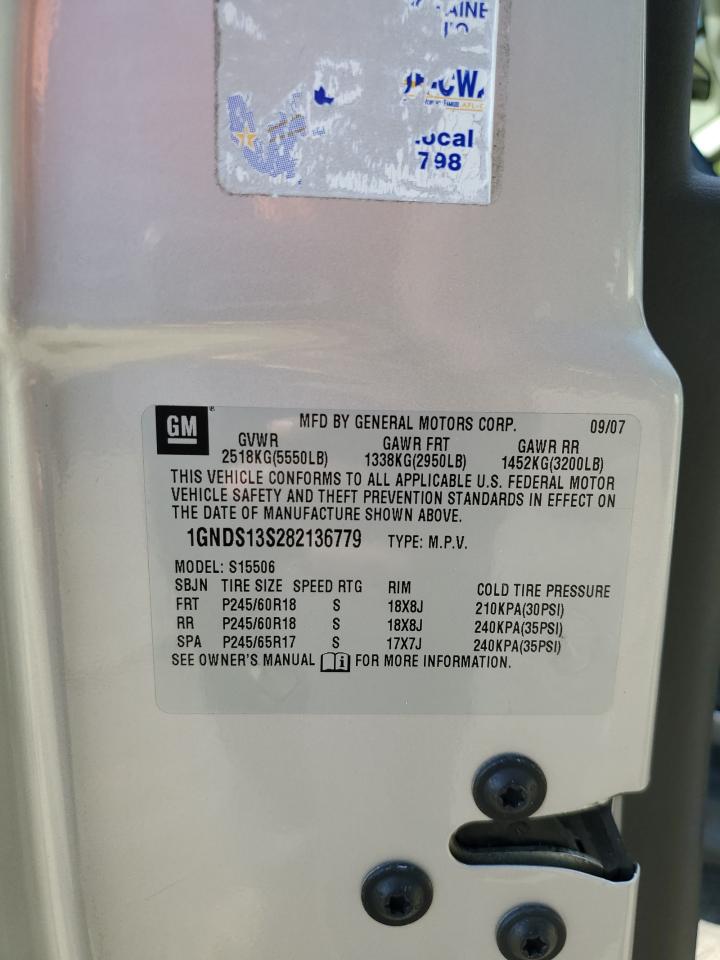 AINE
CWA
AFL-C
ocal
798
GM
MFD BY GENERAL MOTORS CORP. 09/07
GVWR GAWR FRT GAWR RR
2518KG(5550LB) 1338KG(2950LB) 1452KG(3200LB)
THIS VEHICLE CONFORMS TO ALL APPLICABLE U.S. FEDERAL MOTOR
VEHICLE SAFETY AND THEFT PREVENTION STANDARDS IN EFFECT ON
THE DATE OF MANUFACTURE SHOWN ABOVE.
1GNDS13S282136779 TYPE: M.P.V.
MODEL: S15506
SBJN TIRE SIZE SPEED RTG RIM COLD TIRE PRESSURE
FRT P245/60R18 S 18X8J 210KPA(30PSI)
RR P245/60R18 S 18X8J 240KPA(35PSI)
SPA P245/65R17 S 17X7J 240KPA(35PSI)
SEE OWNER'S MANUAL i FOR MORE INFORMATION.